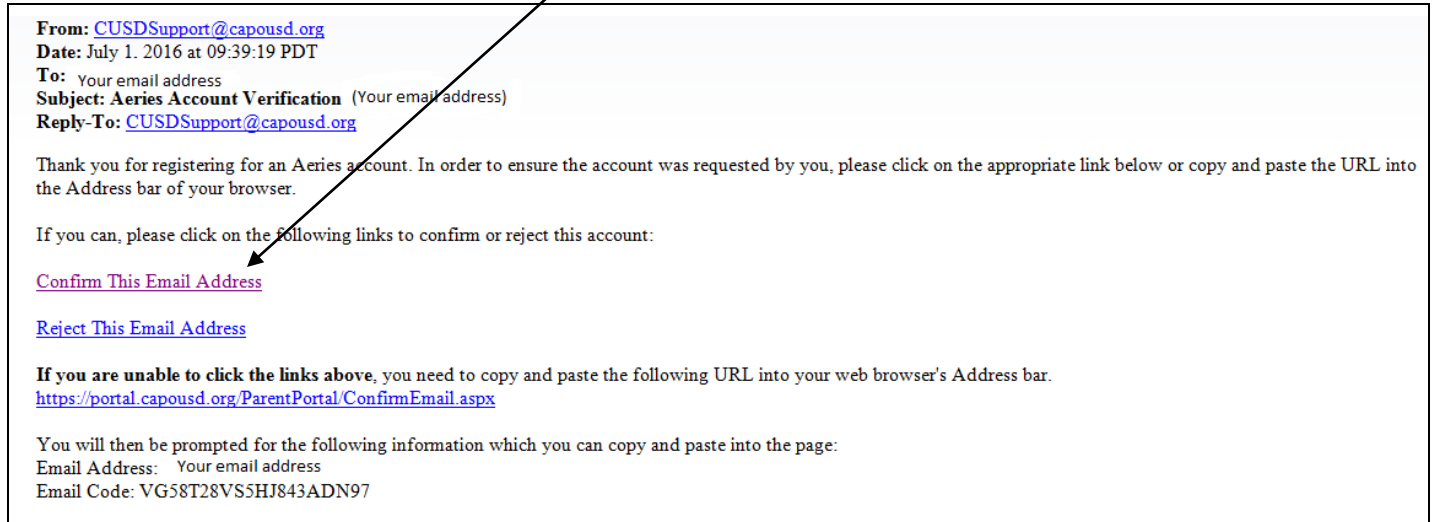 From: CUSDSupport@capousd.org
Date: July 1. 2016 at 09:39:19 PDT
To: Your email address
Subject: Aeries Account Verification (Your email address)
Reply-To: CUSDSupport@capousd.org
Thank you for registering for an Aeries account. In order to ensure the account was requested by you, please click on the appropriate link below or copy and paste the URL into
the Address bar of your browser.
If you can, please click on the following links to confirm or reject this account:
Confirm This Email Address
Reject This Email Address
If you are unable to click the links above, you need to copy and paste the following URL into your web browser's Address bar.
https://portal.capousd.org/ParentPortal/ConfirmEmail.aspx
You will then be prompted for the following information which you can copy and paste into the page:
Email Address: Your email address
Email Code: VG58T28VS5HJ843ADN97